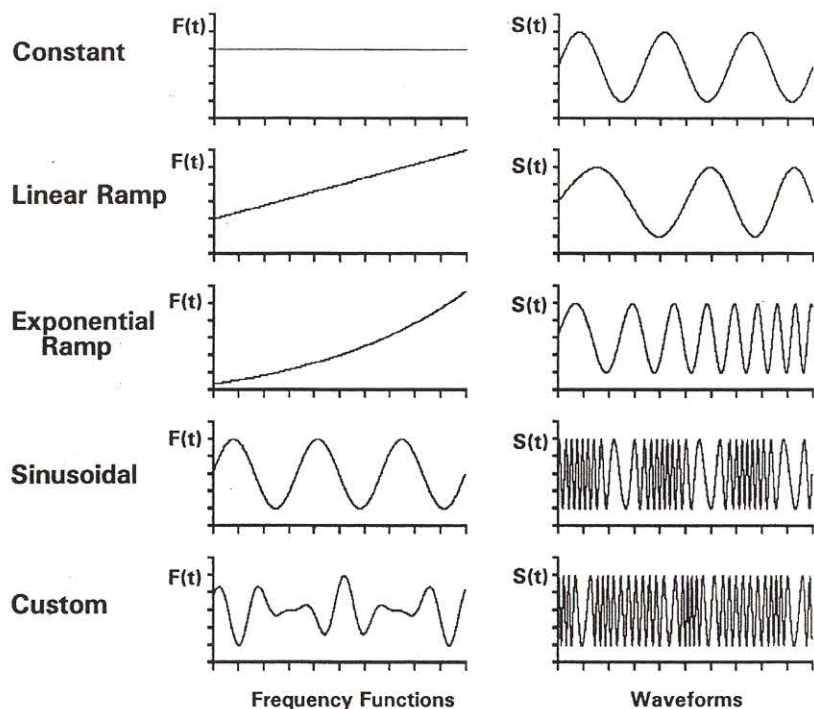 F(t)
S(t)
Constant
F(t)
S(t)
Linear Ramp
F(t)
S(t)
Exponential
Ramp
F(t)
S(t)
Sinusoidal
F(t)
S(t)
Custom
Frequency Functions
Waveforms